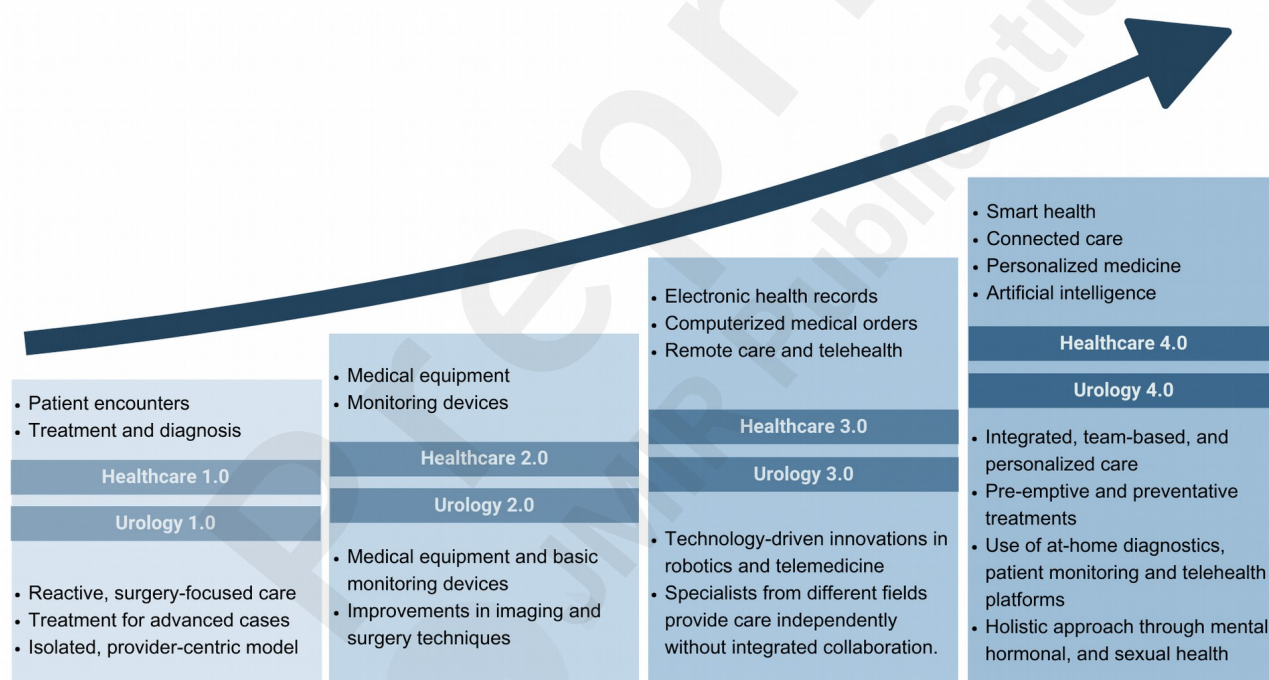 • Patient encounters
• Treatment and diagnosis
Healthcare 1.0
Urology 1.0
• Reactive, surgery-focused care
• Treatment for advanced cases
• Isolated, provider-centric model
• Medical equipment
• Monitoring devices
Healthcare 2.0
Urology 2.0
• Medical equipment and basic
monitoring devices
• Improvements in imaging and
surgery techniques
• Electronic health records
• Computerized medical orders
• Remote care and telehealth
Healthcare 3.0
Urology 3.0
• Technology-driven innovations in
robotics and telemedicine
• Specialists from different fields
provide care independently
without integrated collaboration.
• Smart health
• Connected care
• Personalized medicine
• Artificial intelligence
Healthcare 4.0
Urology 4.0
• Integrated, team-based, and
personalized care
• Pre-emptive and preventative
treatments
• Use of at-home diagnostics,
patient monitoring and telehealth
platforms
• Holistic approach through mental
hormonal, and sexual health
Prepr
JMIR Publicatio